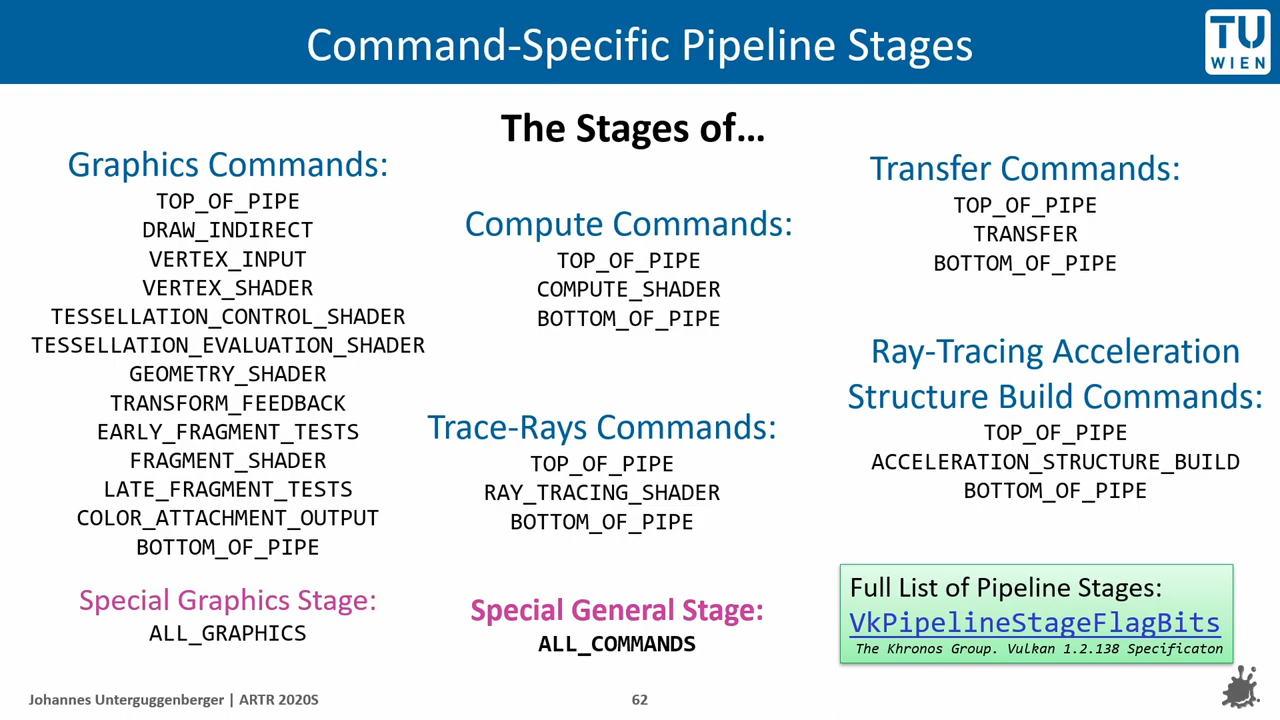 Command-Specific Pipeline Stages
TU
WIEN
The Stages of…
Graphics Commands:
TOP_OF_PIPE
DRAW_INDIRECT
VERTEX_INPUT
VERTEX_SHADER
TESSELLATION_CONTROL_SHADER
TESSELLATION_EVALUATION_SHADER
GEOMETRY_SHADER
TRANSFORM_FEEDBACK
EARLY_FRAGMENT_TESTS
FRAGMENT_SHADER
LATE_FRAGMENT_TESTS
COLOR_ATTACHMENT_OUTPUT
BOTTOM_OF_PIPE
Special Graphics Stage:
ALL_GRAPHICS
Compute Commands:
TOP_OF_PIPE
COMPUTE_SHADER
BOTTOM_OF_PIPE
Trace-Rays Commands:
TOP_OF_PIPE
RAY_TRACING_SHADER
BOTTOM_OF_PIPE
Special General Stage:
ALL_COMMANDS
Transfer Commands:
TOP_OF_PIPE
TRANSFER
BOTTOM_OF_PIPE
Ray-Tracing Acceleration
Structure Build Commands:
TOP_OF_PIPE
ACCELERATION_STRUCTURE_BUILD
BOTTOM_OF_PIPE
Full List of Pipeline Stages:
VkPipelineStageFlagBits
The Khronos Group. Vulkan 1.2.138 Specificaton
Johannes Unterguggenberger | ARTR 2020S
62